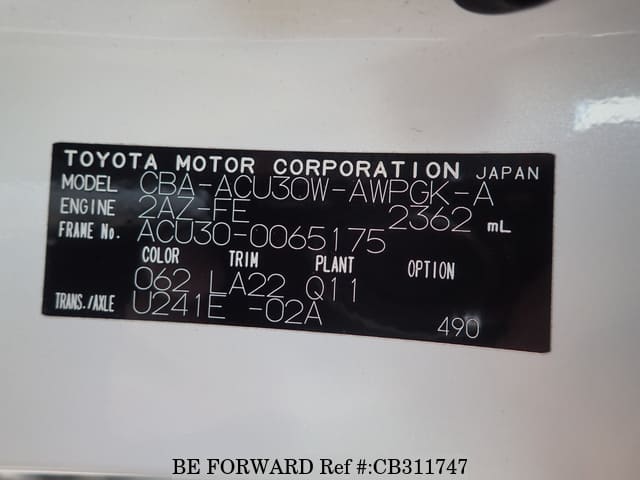 TOYOTA MOTOR CORPORATION JAPAN
MODEL CBA-ACU30W-AWPGK-A
ENGINE 2AZ-FE 2362 mL
FRAME No. ACU30-0065175
COLOR TRIM PLANT OPTION
062 LA22 Q11
TRANS./AXLE U241E -02A
490
BE FORWARD Ref #:CB311747